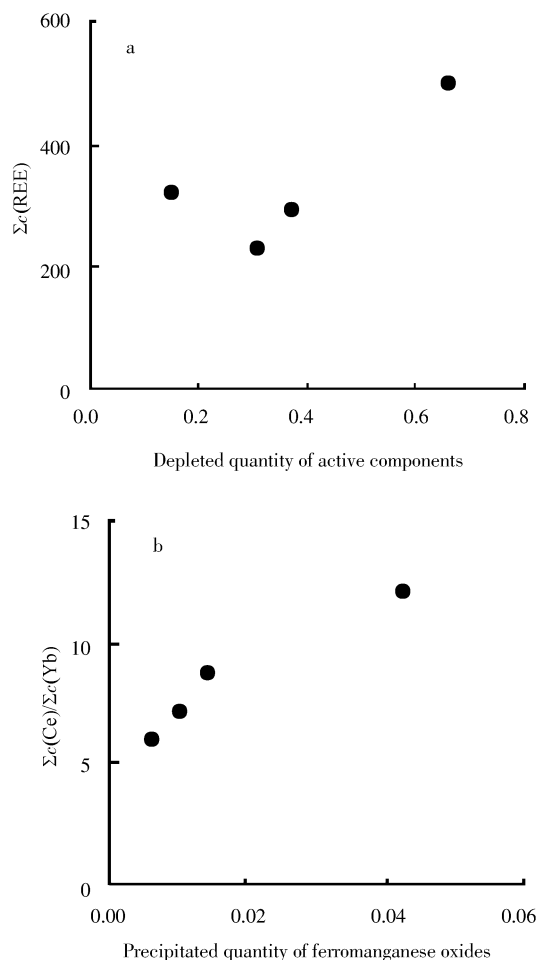 600
a
400
Σc(REE)
200
0
0.0 0.2 0.4 0.6 0.8
Depleted quantity of active components
15
b
10
Σc(Ce)/Σc(Yb)
5
0
0.00 0.02 0.04 0.06
Precipitated quantity of ferromanganese oxides